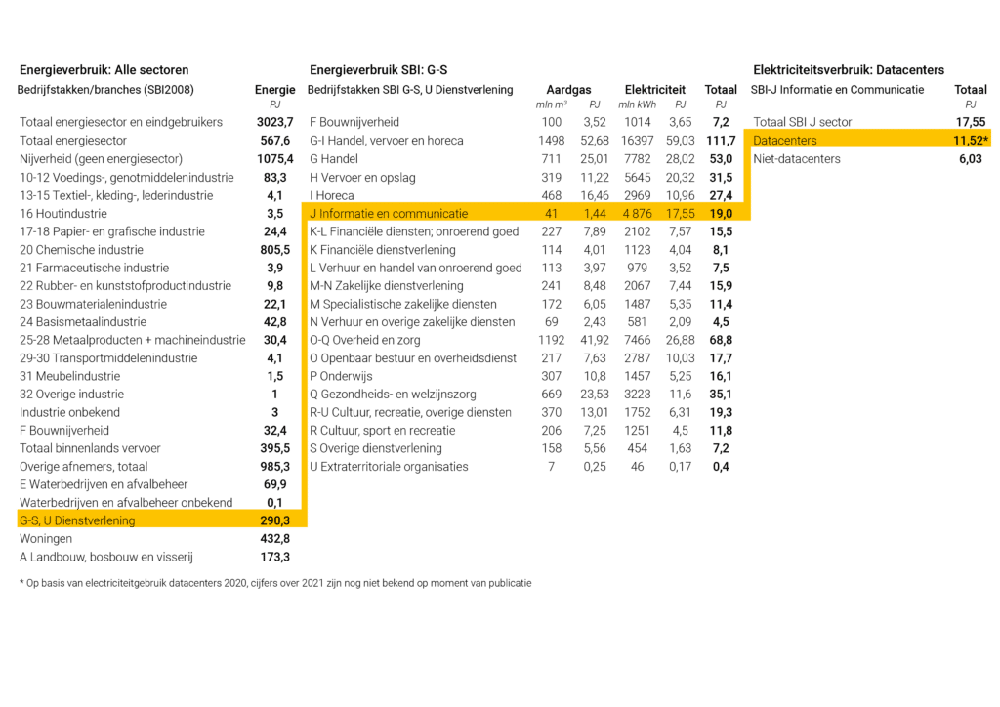 Energieverbruik: Alle sectoren
Bedrijfstakken/branches (SBI2008) Energie
PJ
Totaal energiesector en eindgebruikers 3023,7
Totaal energiesector 567,6
Nijverheid (geen energiesector) 1075,4
10-12 Voedings-, genotmiddelenindustrie 83,3
13-15 Textiel-, kleding-, lederindustrie 4,1
16 Houtindustrie 3,5
17-18 Papier- en grafische industrie 24,4
20 Chemische industrie 805,5
21 Farmaceutische industrie 3,9
22 Rubber- en kunststofproductindustrie 9,8
23 Bouwmaterialenindustrie 22,1
24 Basismetaalindustrie 42,8
25-28 Metaalproducten + machineindustrie 30,4
29-30 Transportmiddelenindustrie 4,1
31 Meubelindustrie 1,5
32 Overige industrie 1
Industrie onbekend 3
F Bouwnijverheid 32,4
Totaal binnenlands vervoer 395,5
Overige afnemers, totaal 985,3
E Waterbedrijven en afvalbeheer 69,9
Waterbedrijven en afvalbeheer onbekend 0,1
G-S, U Dienstverlening 290,3
Woningen 432,8
A Landbouw, bosbouw en visserij 173,3
Energieverbruik SBI: G-S
Bedrijfstakken SBI G-S, U Dienstverlening Aardgas Elektriciteit Totaal
mln m³ PJ mln kWh PJ PJ
F Bouwnijverheid 100 3,52 1014 3,65 7,2
G-I Handel, vervoer en horeca 1498 52,68 16397 59,03 111,7
G Handel 711 25,01 7782 28,02 53,0
H Vervoer en opslag 319 11,22 5645 20,32 31,5
I Horeca 468 16,46 2969 10,96 27,4
J Informatie en communicatie 41 1,44 4 876 17,55 19,0
K-L Financiële diensten; onroerend goed 227 7,89 2102 7,57 15,5
K Financiële dienstverlening 114 4,01 1123 4,04 8,1
L Verhuur en handel van onroerend goed 113 3,97 979 3,52 7,5
M-N Zakelijke dienstverlening 241 8,48 2067 7,44 15,9
M Specialistische zakelijke diensten 172 6,05 1487 5,35 11,4
N Verhuur en overige zakelijke diensten 69 2,43 581 2,09 4,5
O-Q Overheid en zorg 1192 41,92 7466 26,88 68,8
O Openbaar bestuur en overheidsdienst 217 7,63 2787 10,03 17,7
P Onderwijs 307 10,8 1457 5,25 16,1
Q Gezondheids- en welzijnszorg 669 23,53 3223 11,6 35,1
R-U Cultuur, recreatie, overige diensten 370 13,01 1752 6,31 19,3
R Cultuur, sport en recreatie 206 7,25 1251 4,5 11,8
S Overige dienstverlening 158 5,56 454 1,63 7,2
U Extraterritoriale organisaties 7 0,25 46 0,17 0,4
Elektriciteitsverbruik: Datacenters
SBI-J Informatie en Communicatie Totaal
PJ
Totaal SBI J sector 17,55
Datacenters 11,52*
Niet-datacenters 6,03
* Op basis van electriciteitgebruik datacenters 2020, cijfers over 2021 zijn nog niet bekend op moment van publicatie